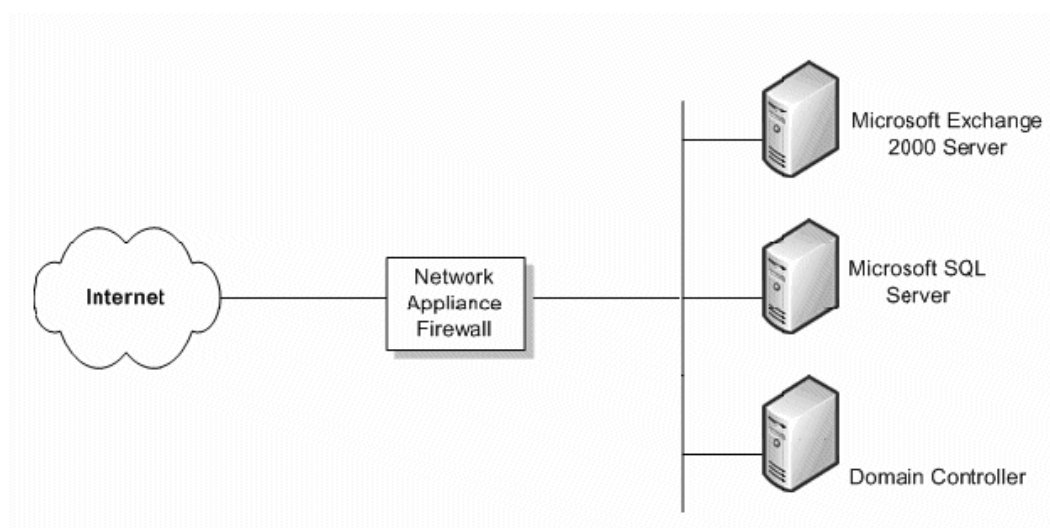 Microsoft Exchange
2000 Server
Internet
Network
Appliance
Firewall
Microsoft SQL
Server
Domain Controller